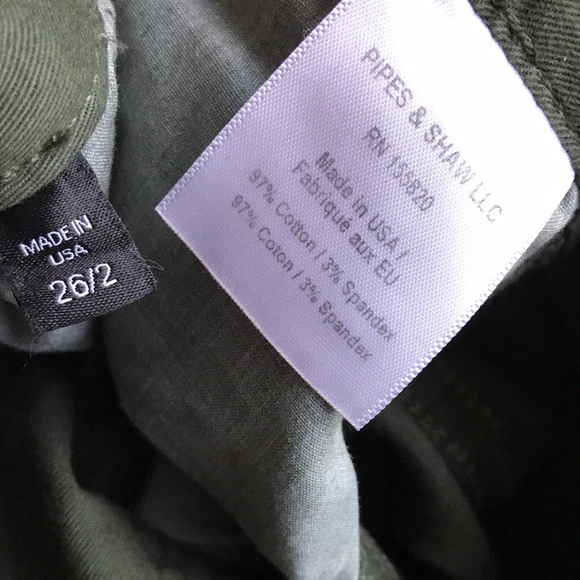 MADE IN
USA
26/2
PIPES & SHAW LLC
RN 155820
Made in USA /
Fabriqué aux EU
97% Cotton / 3% Spandex
97% Coton / 3% Spandex